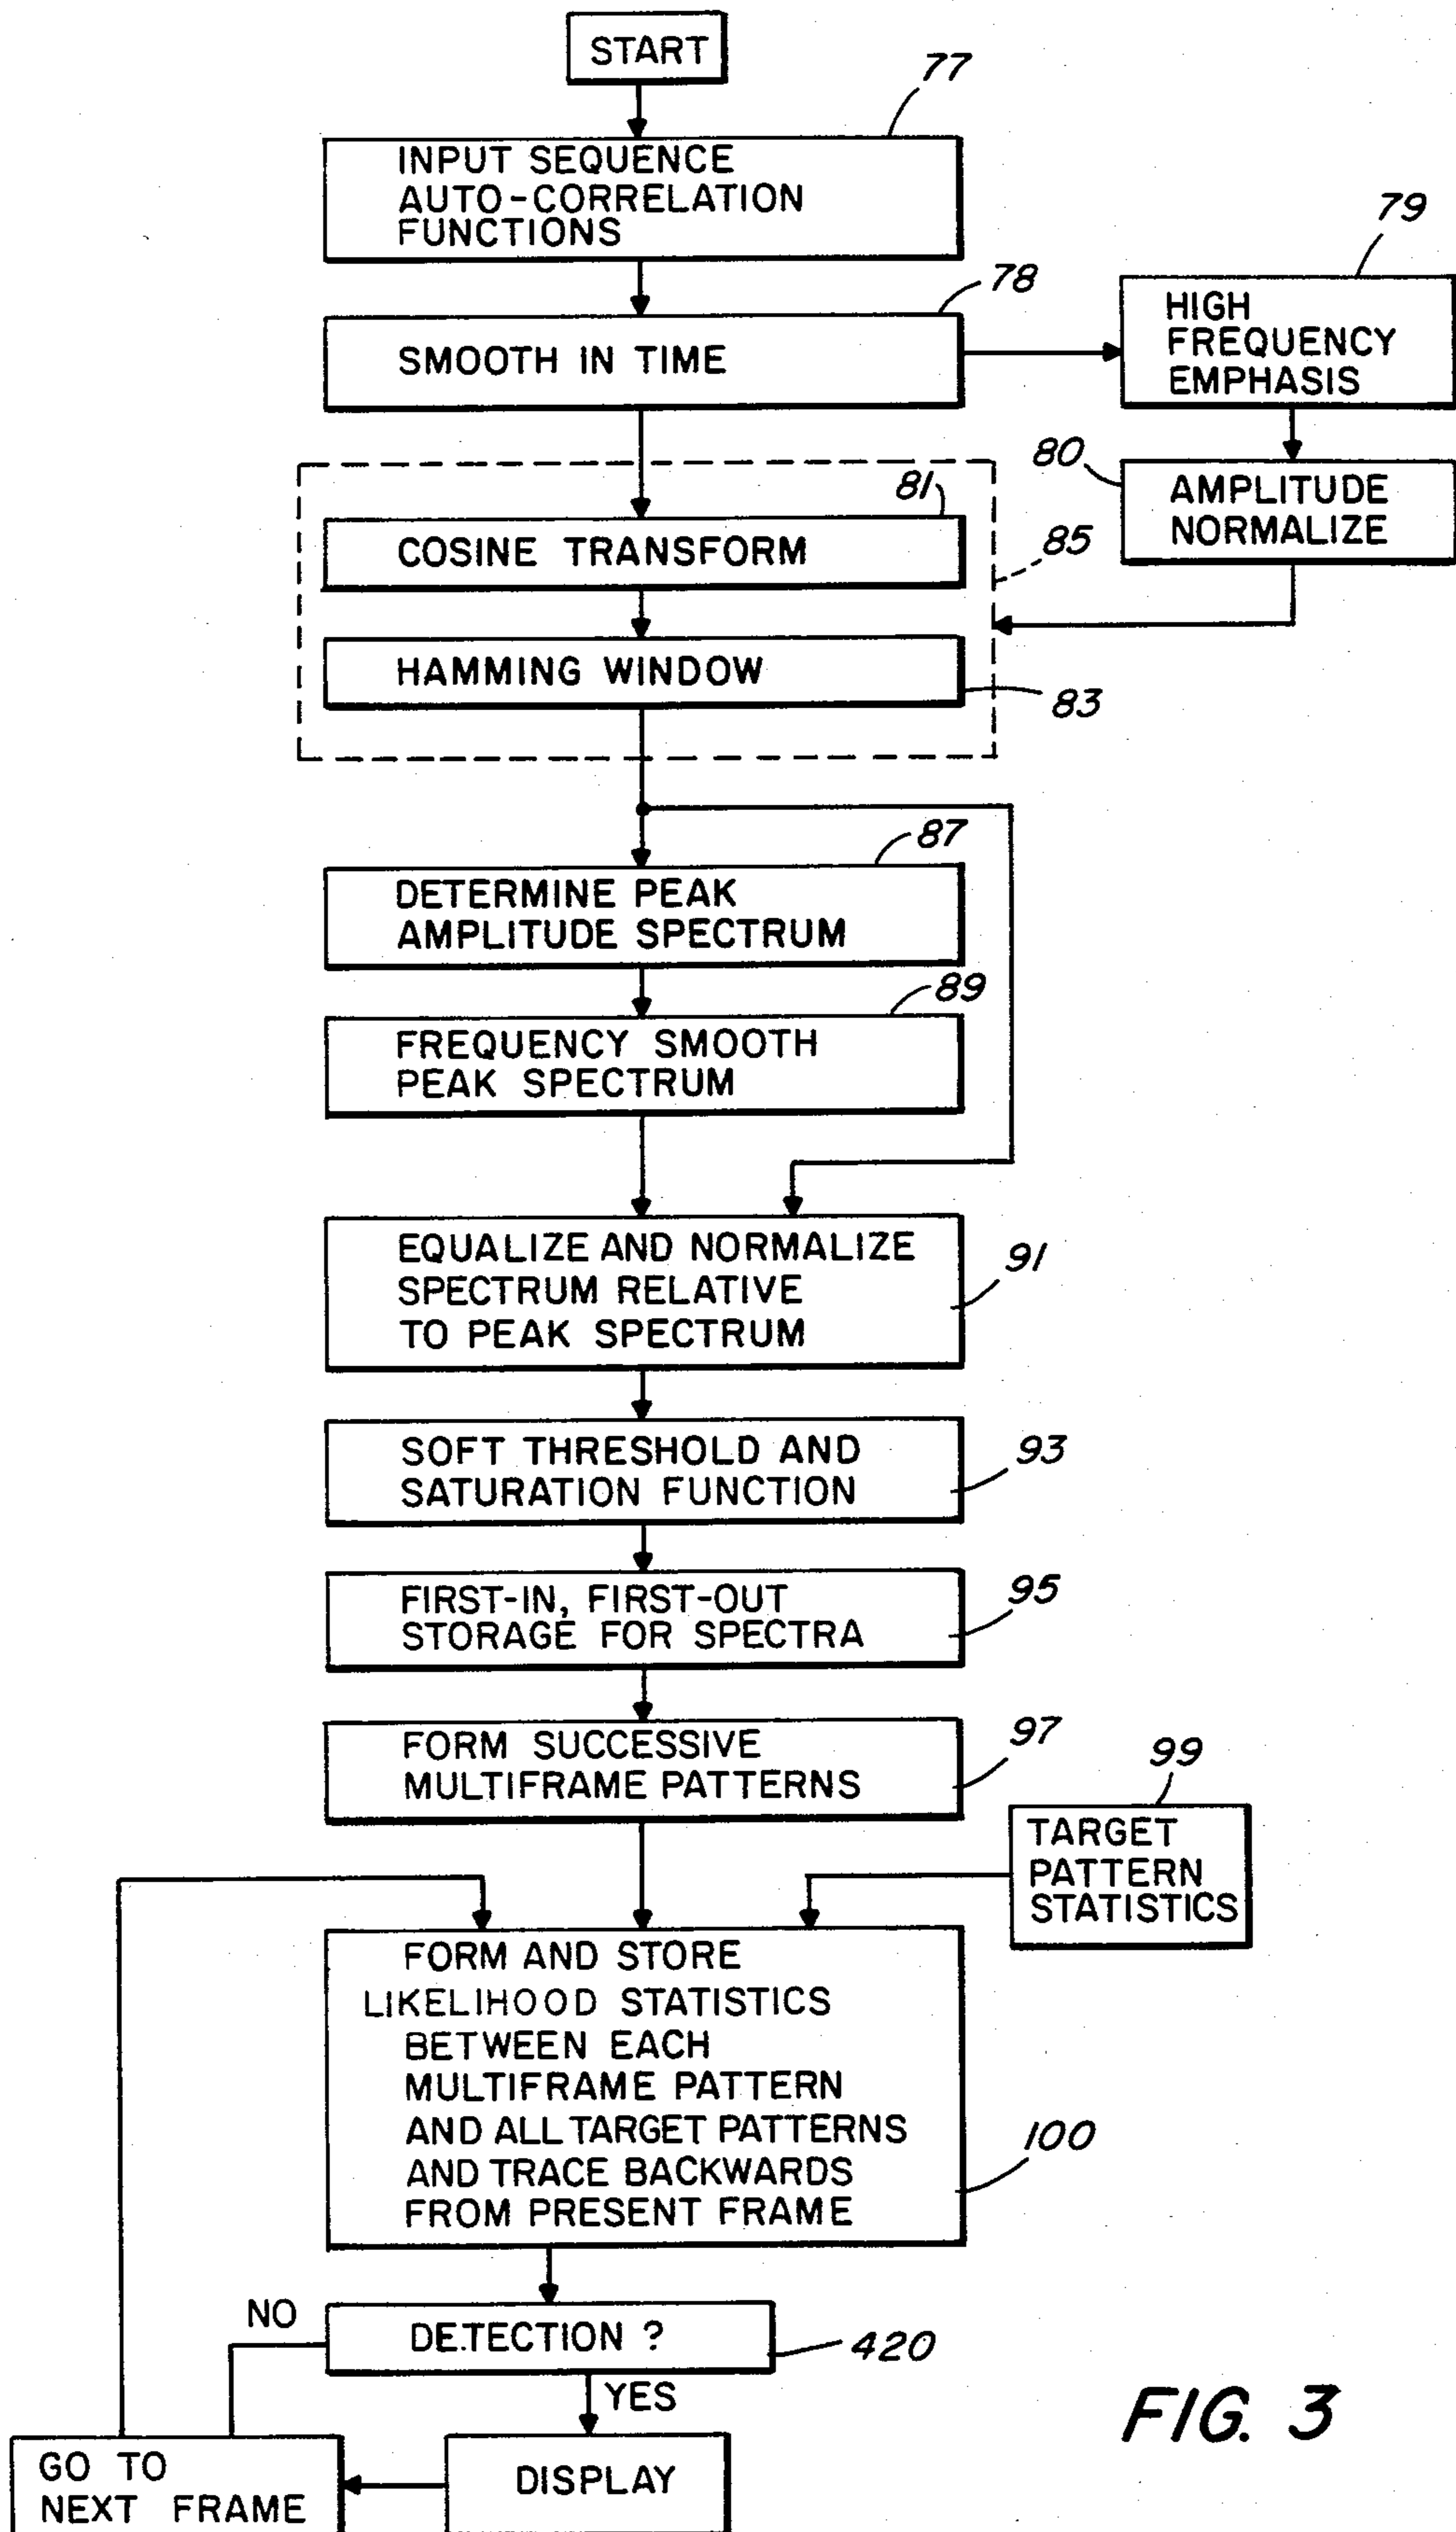 START
77
INPUT SEQUENCE
AUTO-CORRELATION
FUNCTIONS
78
SMOOTH IN TIME
79
HIGH
FREQUENCY
EMPHASIS
80
AMPLITUDE
NORMALIZE
81
COSINE TRANSFORM
85
HAMMING WINDOW
83
87
DETERMINE PEAK
AMPLITUDE SPECTRUM
89
FREQUENCY SMOOTH
PEAK SPECTRUM
EQUALIZE AND NORMALIZE
SPECTRUM RELATIVE
TO PEAK SPECTRUM
91
SOFT THRESHOLD AND
SATURATION FUNCTION
93
FIRST-IN, FIRST-OUT
STORAGE FOR SPECTRA
95
FORM SUCCESSIVE
MULTIFRAME PATTERNS
97
99
TARGET
PATTERN
STATISTICS
FORM AND STORE
LIKELIHOOD STATISTICS
BETWEEN EACH
MULTIFRAME PATTERN
AND ALL TARGET PATTERNS
AND TRACE BACKWARDS
FROM PRESENT FRAME
100
NO
DETECTION ?
420
YES
GO TO
NEXT FRAME
DISPLAY
FIG. 3